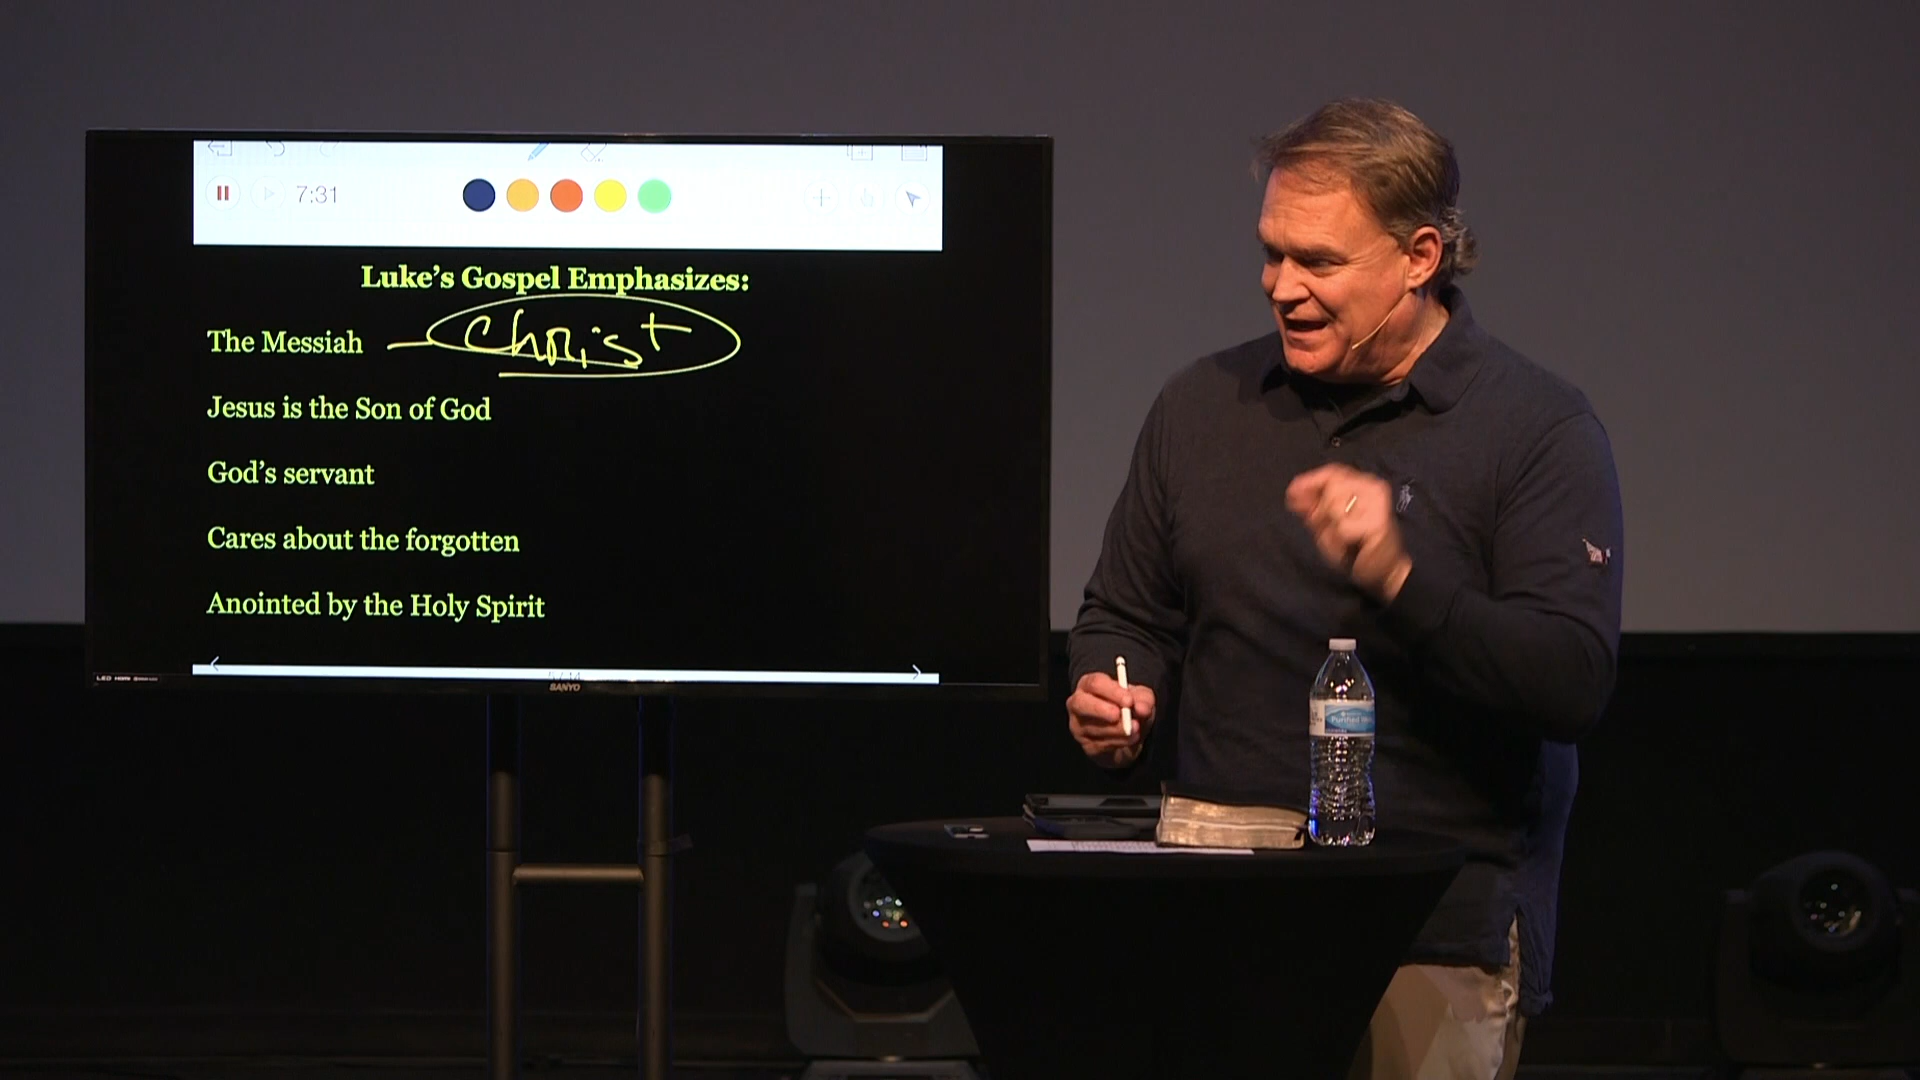 7:31
Luke's Gospel Emphasizes:
The Messiah — Christ
Jesus is the Son of God
God's servant
Cares about the forgotten
Anointed by the Holy Spirit
SANYO
Purified